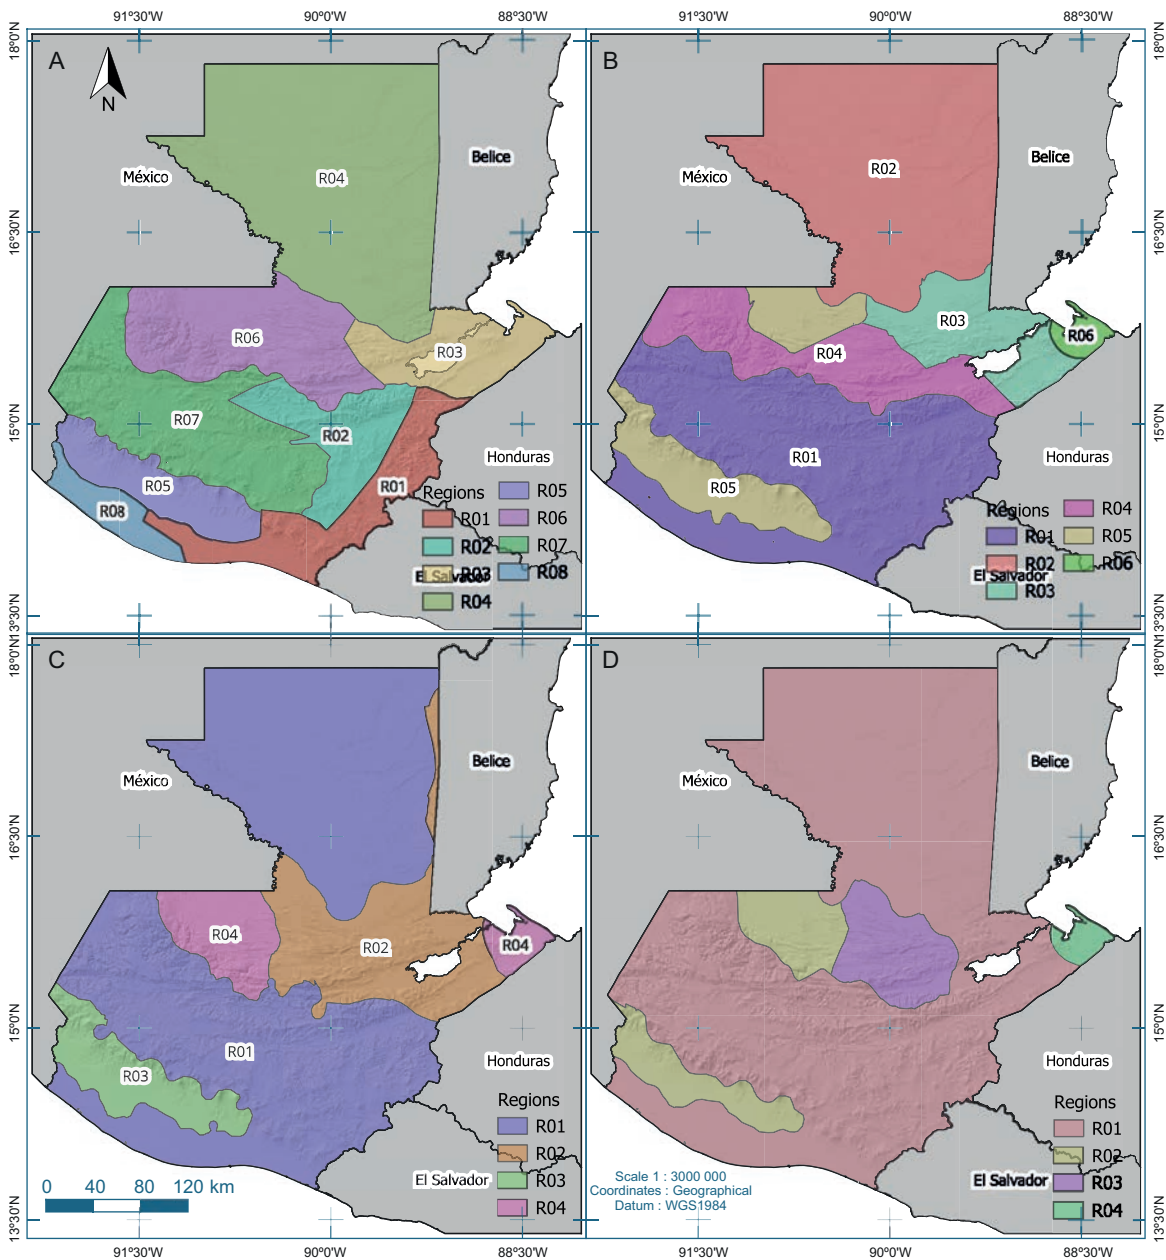 91°30'W 90°0'W 88°30'W 91°30'W 90°0'W 88°30'W
18°0'N 18°0'N
A B
N
Belice Belice
México R04 México R02
16°30'N 16°30'N
R03 R06
R06 R03 R04
R07 R02
15°0'N 15°0'N
Honduras R01 Honduras
R05 R01 R05
R08
Regions R05
R01 R06
R02 R07
R03 R08
R04
El Salvador
Regions R04
R01 R05
R02 R06
R03
El Salvador
13°30'N 13°30'N
18°0'N 18°0'N
C D
Belice Belice
México México
16°30'N 16°30'N
R04 R02 R04
15°0'N 15°0'N
R01 Honduras Honduras
R03
Regions
R01
R02
R03
R04
El Salvador
Regions
R01
R02
R03
R04
El Salvador
0 40 80 120 km
Scale 1 : 3000 000
Coordinates : Geographical
Datum : WGS1984
13°30'N 13°30'N
91°30'W 90°0'W 88°30'W 91°30'W 90°0'W 88°30'W